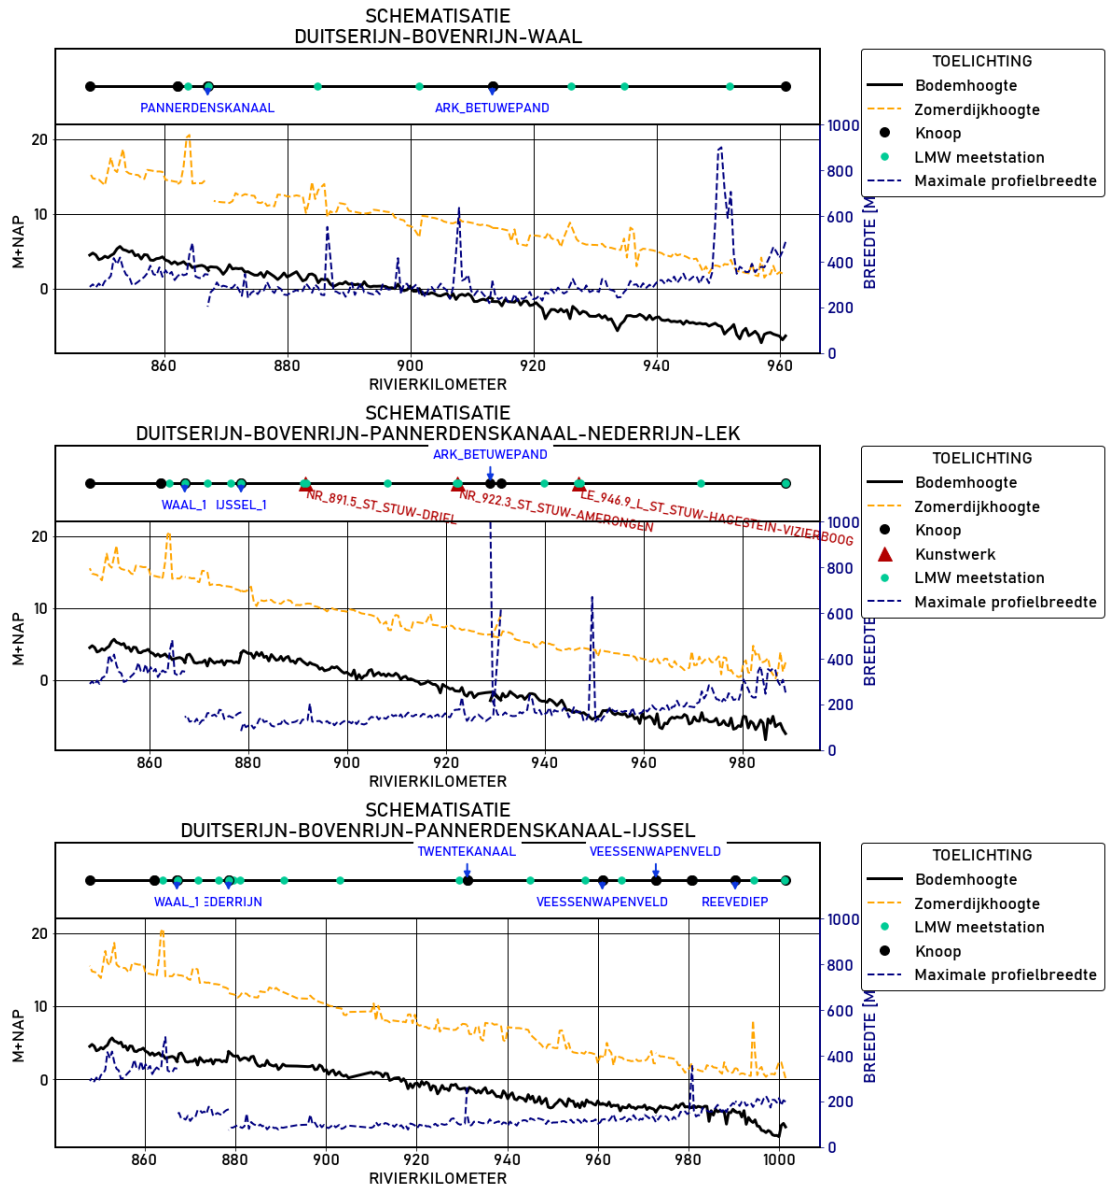 SCHEMATISATIE
DUITSERIJN-BOVENRIJN-WAAL
PANNERDENSKANAAL
ARK_BETUWEPAND
TOELICHTING
Bodemhoogte
Zomerdijkhoogte
Knoop
LMW meetstation
Maximale profielbreedte
M+NAP
20
10
0
1000
800
600
400
200
0
BREEDTE [M
860
880
900
920
940
960
RIVIERKILOMETER
SCHEMATISATIE
DUITSERIJN-BOVENRIJN-PANNERDENSKANAAL-NEDERRIJN-LEK
ARK_BETUWEPAND
WAAL_1
IJSSEL_1
NR_891.5_ST_STUW-DRIEL
NR_922.3_ST_STUW-AMERONGEN
LE_946.9_L_ST_STUW-HAGESTEIN-VIZIERBOOG
TOELICHTING
Bodemhoogte
Zomerdijkhoogte
Knoop
Kunstwerk
LMW meetstation
Maximale profielbreedte
M+NAP
20
10
0
1000
800
600
400
200
0
BREEDTE
860
880
900
920
940
960
980
RIVIERKILOMETER
SCHEMATISATIE
DUITSERIJN-BOVENRIJN-PANNERDENSKANAAL-IJSSEL
TWENTEKANAAL
VEESSENWAPENVELD
WAAL_1
EDERRIJN
VEESSENWAPENVELD
REEVEDIEP
TOELICHTING
Bodemhoogte
Zomerdijkhoogte
LMW meetstation
Knoop
Maximale profielbreedte
M+NAP
20
10
0
1000
800
600
400
200
0
BREEDTE [M
860
880
900
920
940
960
980
1000
RIVIERKILOMETER